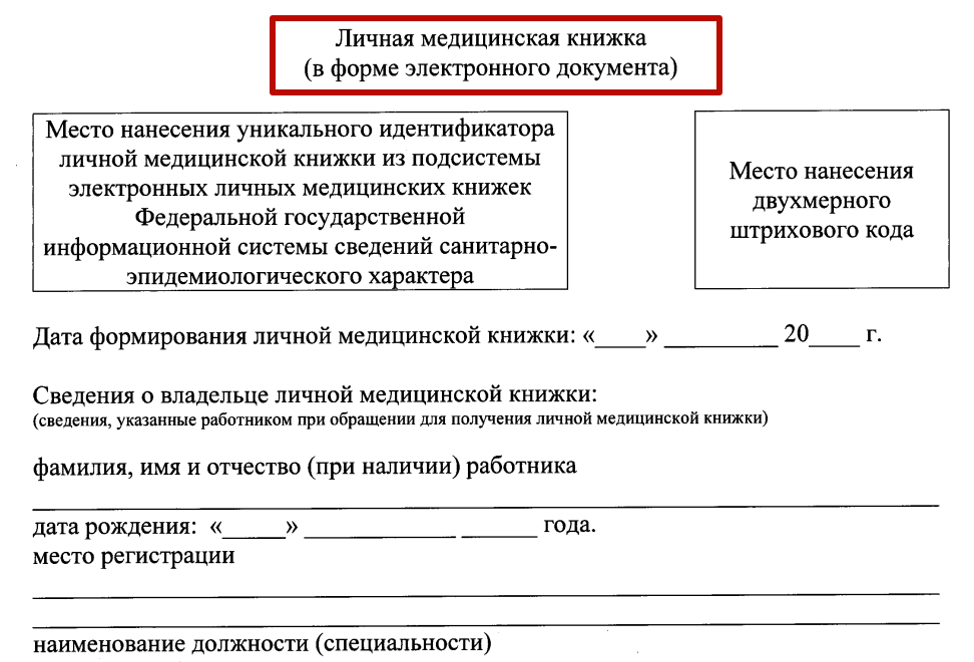 Личная медицинская книжка
(в форме электронного документа)
Место нанесения уникального идентификатора
личной медицинской книжки из подсистемы
электронных личных медицинских книжек
Федеральной государственной
информационной системы сведений санитарно-
эпидемиологического характера
Место нанесения
двухмерного
штрихового кода
Дата формирования личной медицинской книжки: «____» _________ 20____ г.
Сведения о владельце личной медицинской книжки:
(сведения, указанные работником при обращении для получения личной медицинской книжки)
фамилия, имя и отчество (при наличии) работника
дата рождения: «_____» ____________ ______ года.
место регистрации
наименование должности (специальности)